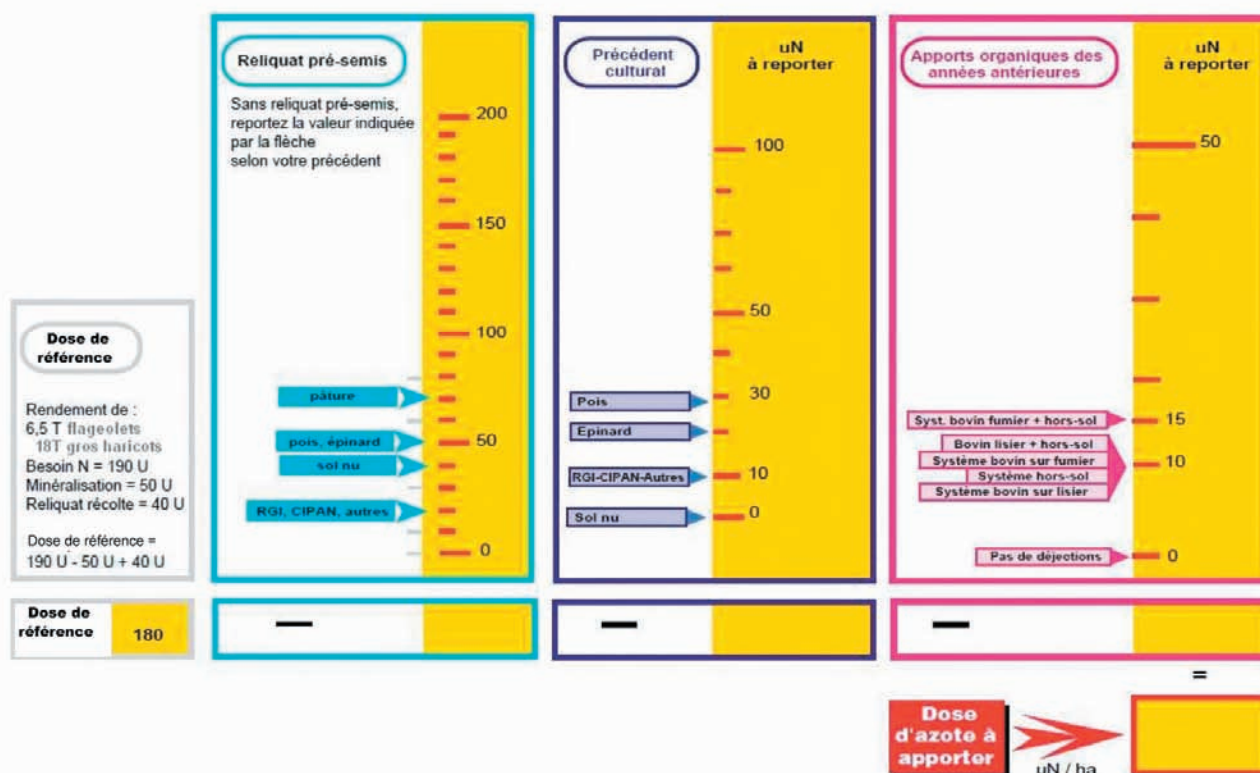 Reliquat pré-semis
Sans reliquat pré-semis,
reportez la valeur indiquée
par la flèche
selon votre précédent
200
150
100
50
0
pâture
pois, épinard
sol nu
RGI, CIPAN, autres
Précédent
cultural
uN
à reporter
100
50
30
10
0
Pois
Epinard
RGI-CIPAN-Autres
Sol nu
Apports organiques des
années antérieures
uN
à reporter
50
15
10
0
Syst. bovin fumier + hors-sol
Bovin lisier + hors-sol
Système bovin sur fumier
Système hors-sol
Système bovin sur lisier
Pas de déjections
Dose de
référence
Rendement de :
6,5 T flageolets
18T gros haricots
Besoin N = 190 U
Minéralisation = 50 U
Reliquat récolte = 40 U
Dose de référence =
190 U - 50 U + 40 U
Dose de
référence
180
—
—
—
=
Dose
d'azote à
apporter
uN / ha